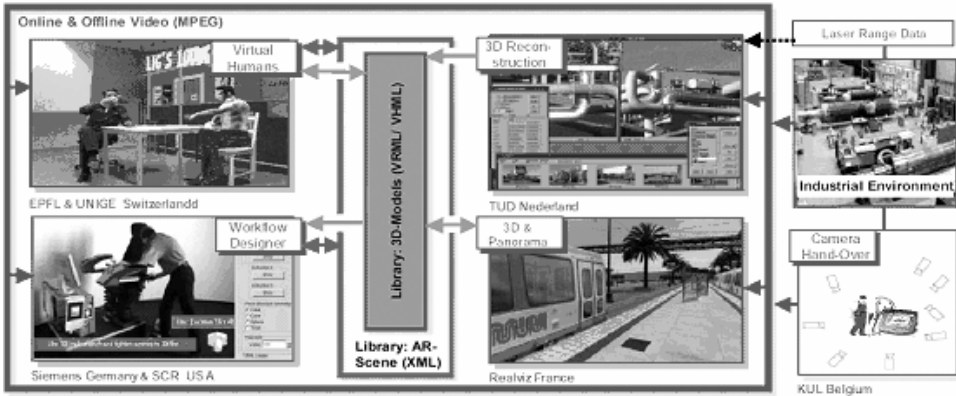 Online & Offline Video (MPEG)
Virtual
Humans
EPFL & UNIGE Switzerlandd
Workflow
Designer
Siemens Germany & SCR USA
Library: 3D-Models (VRML/ VHML)
Library: AR-
Scene (XML)
3D Recon-
struction
TUD Nederland
3D &
Panorama
Realviz France
Laser Range Data
Industrial Environment
Camera
Hand-Over
KUL Belgium